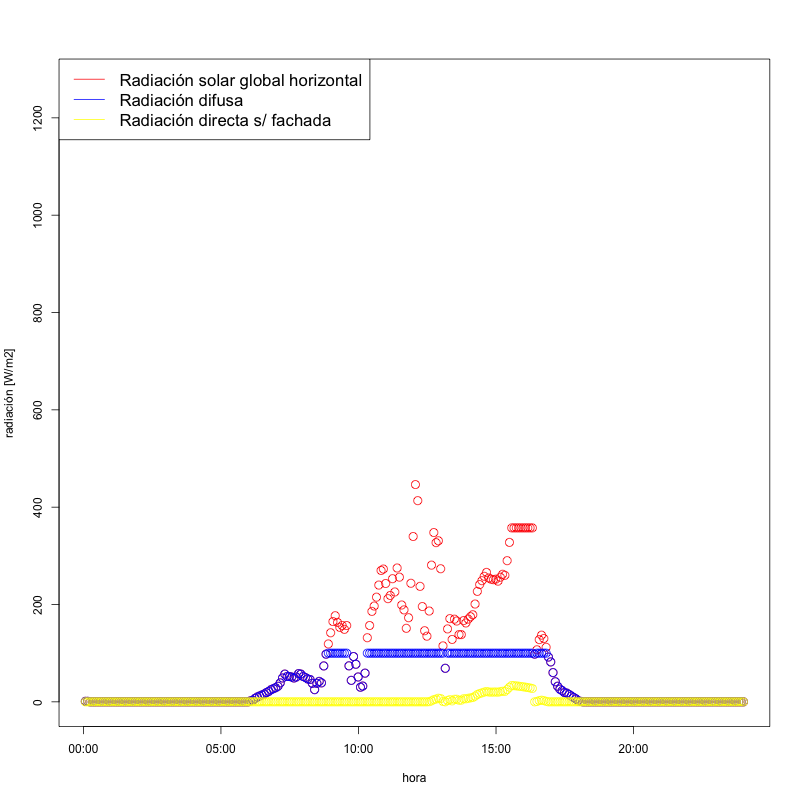 Radiación solar global horizontal
Radiación difusa
Radiación directa s/ fachada
radiación [W/m2]
1200
1000
800
600
400
200
0
00:00 05:00 10:00 15:00 20:00
hora